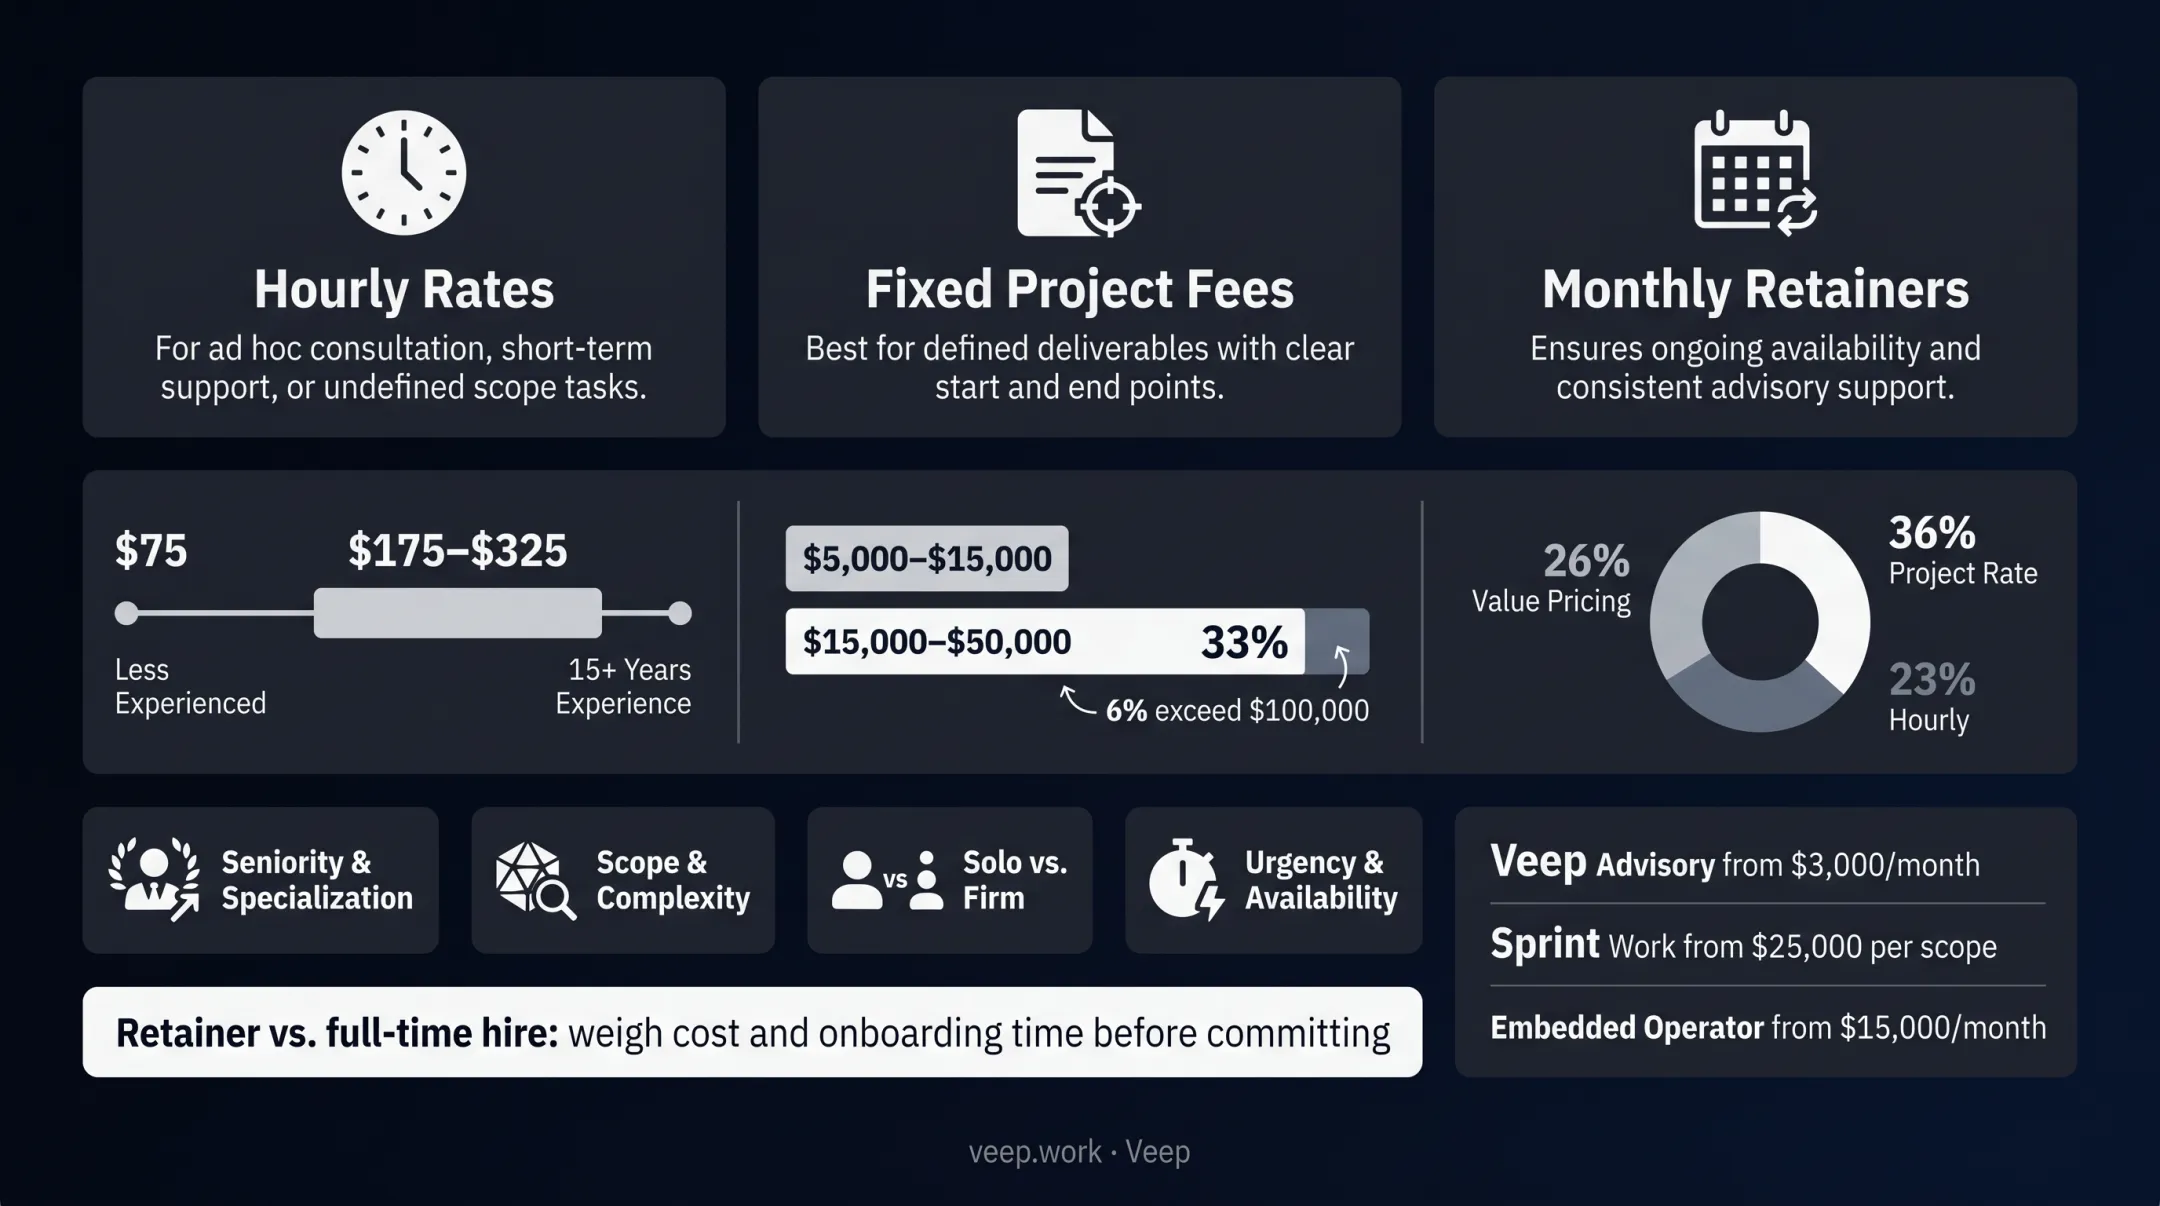 Hourly Rates
For ad hoc consultation, short-term
support, or undefined scope tasks.
Fixed Project Fees
Best for defined deliverables with clear
start and end points.
Monthly Retainers
Ensures ongoing availability and
consistent advisory support.
$75
$175–$325
Less
Experienced
15+ Years
Experience
$5,000–$15,000
$15,000–$50,000
33%
6% exceed $100,000
26%
Value Pricing
36%
Project Rate
23%
Hourly
Seniority &
Specialization
Scope &
Complexity
vs
Solo vs.
Firm
Urgency &
Availability
Veep Advisory from $3,000/month
Sprint Work from $25,000 per scope
Embedded Operator from $15,000/month
Retainer vs. full-time hire: weigh cost and onboarding time before committing
veep.work · Veep